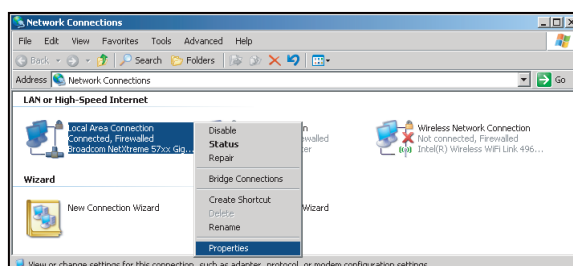 Network Connections
File Edit View Favorites Tools Advanced Help
Back Search Folders
Address Network Connections Go
LAN or High-Speed Internet
Local Area Connection
Connected, Firewalled
Broadcom NetXtreme 57xx Gig...
Disable
Status
Repair
Bridge Connections
Create Shortcut
Delete
Rename
Properties
Wireless Network Connection
Not connected, Firewalled
Intel(R) Wireless WiFi Link 496...
Wizard
New Connection Wizard
Wizard
View or change settings for this connection, such as adapter, protocol, or modem configuration settings.